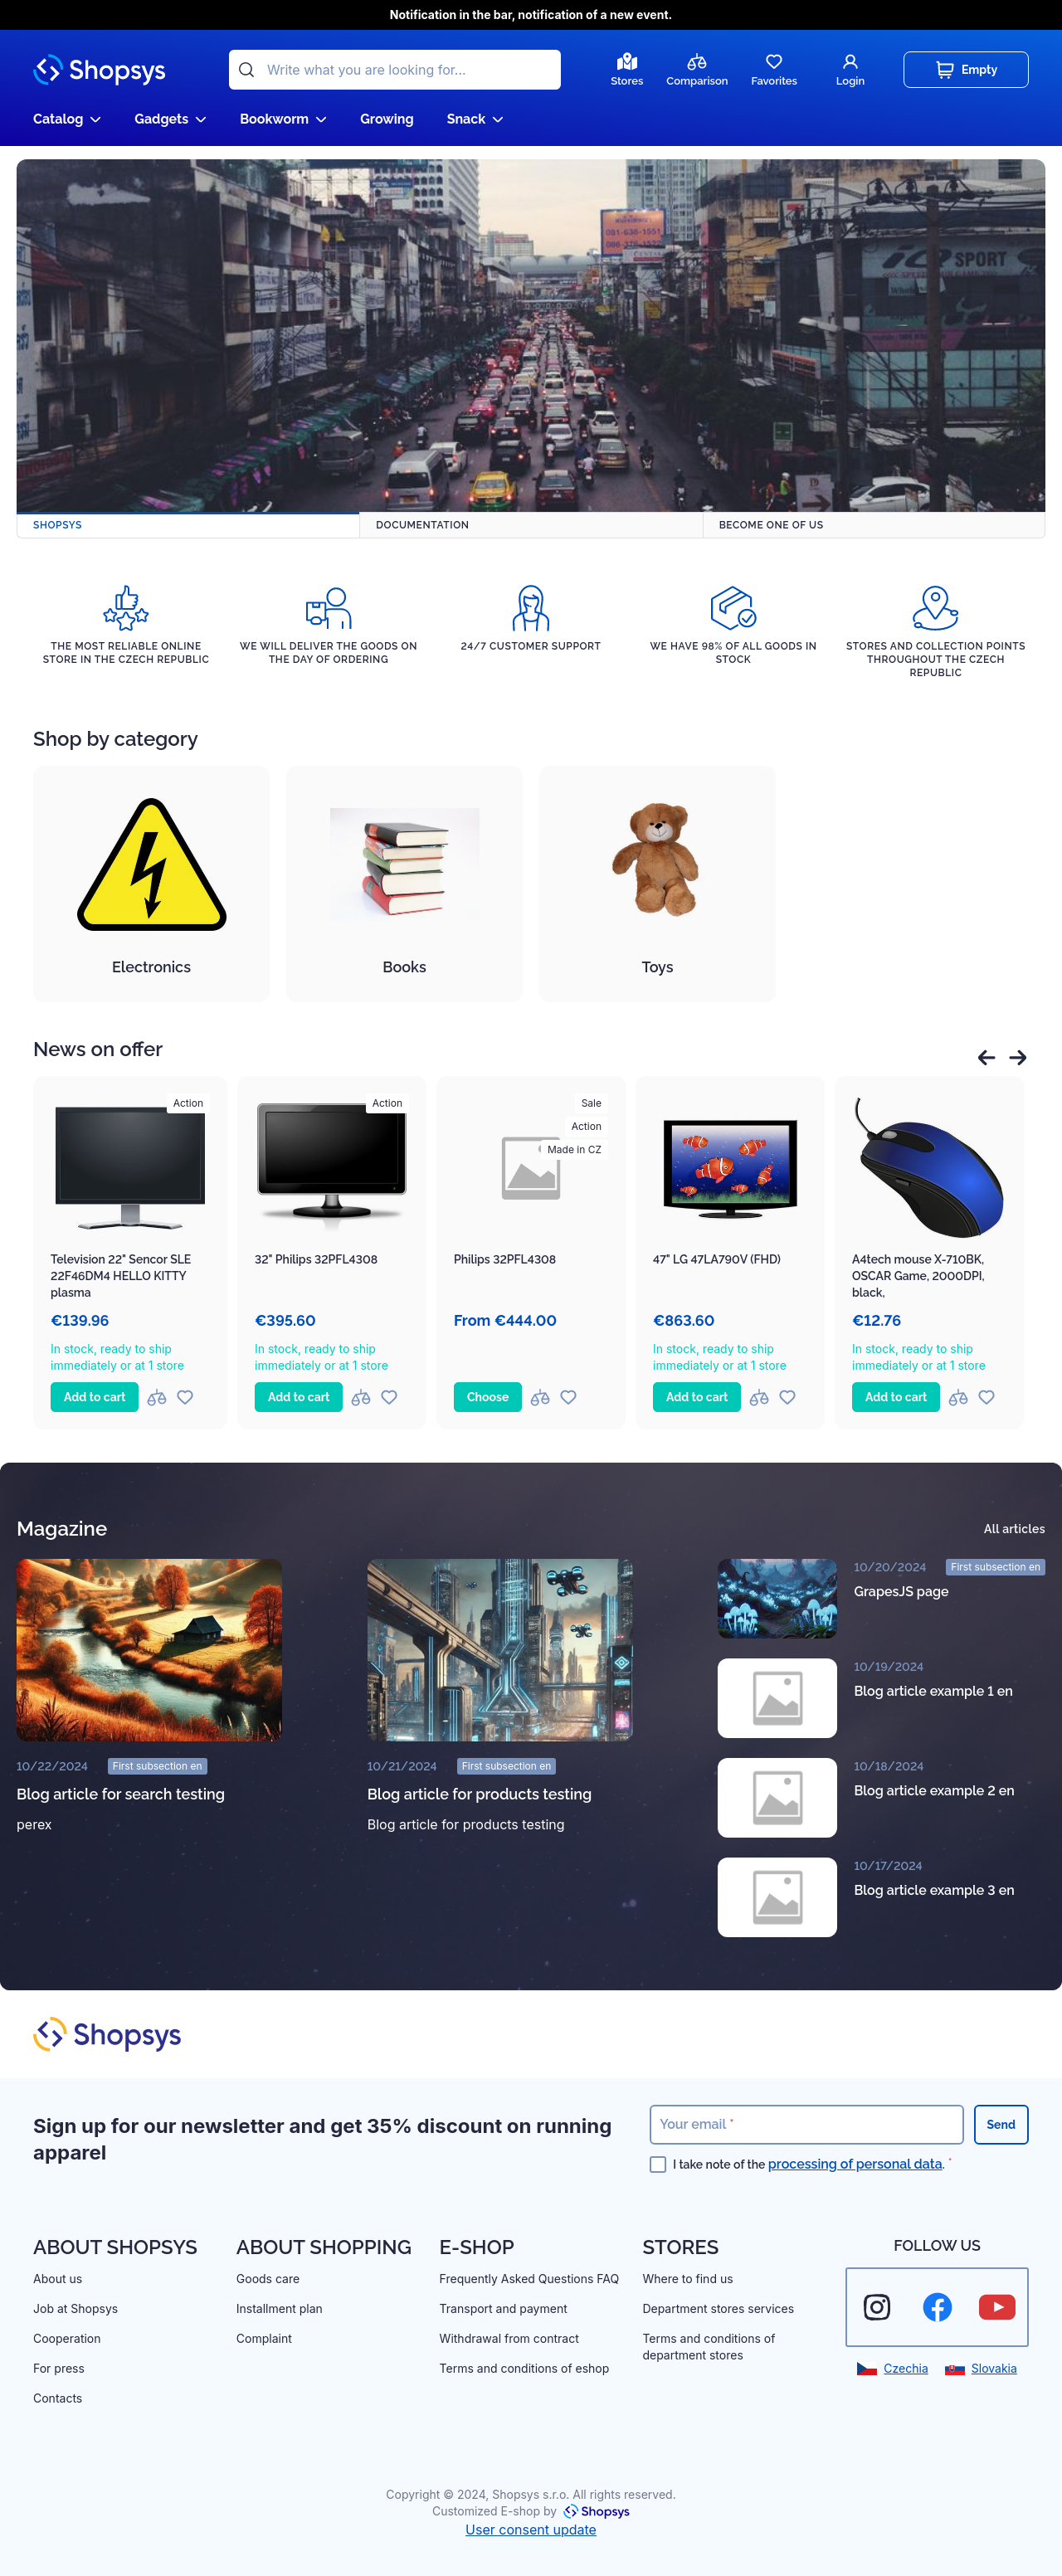 Notification in the bar, notification of a new event.
Shopsys
Write what you are looking for...
Stores
Comparison
Favorites
Login
Empty
Catalog
Gadgets
Bookworm
Growing
Snack
091-638-1551
SPORT
SHOPSYS
DOCUMENTATION
BECOME ONE OF US
THE MOST RELIABLE ONLINE
STORE IN THE CZECH REPUBLIC
WE WILL DELIVER THE GOODS ON
THE DAY OF ORDERING
24/7 CUSTOMER SUPPORT
WE HAVE 98% OF ALL GOODS IN
STOCK
STORES AND COLLECTION POINTS
THROUGHOUT THE CZECH
REPUBLIC
Shop by category
Electronics
Books
Toys
News on offer
Action
Television 22" Sencor SLE
22F46DM4 HELLO KITTY
plasma
€139.96
In stock, ready to ship
immediately or at 1 store
Add to cart
Action
32" Philips 32PFL4308
€395.60
In stock, ready to ship
immediately or at 1 store
Add to cart
Sale
Action
Made in CZ
Philips 32PFL4308
From €444.00
Choose
47" LG 47LA790V (FHD)
€863.60
In stock, ready to ship
immediately or at 1 store
Add to cart
A4tech mouse X-710BK,
OSCAR Game, 2000DPI,
black,
€12.76
In stock, ready to ship
immediately or at 1 store
Add to cart
Magazine
All articles
10/22/2024
First subsection en
Blog article for search testing
perex
10/21/2024
First subsection en
Blog article for products testing
Blog article for products testing
10/20/2024
First subsection en
GrapesJS page
10/19/2024
Blog article example 1 en
10/18/2024
Blog article example 2 en
10/17/2024
Blog article example 3 en
Shopsys
Sign up for our newsletter and get 35% discount on running
apparel
Your email *
Send
I take note of the processing of personal data. *
ABOUT SHOPSYS
About us
Job at Shopsys
Cooperation
For press
Contacts
ABOUT SHOPPING
Goods care
Installment plan
Complaint
E-SHOP
Frequently Asked Questions FAQ
Transport and payment
Withdrawal from contract
Terms and conditions of eshop
STORES
Where to find us
Department stores services
Terms and conditions of
department stores
FOLLOW US
Czechia
Slovakia
Copyright © 2024, Shopsys s.r.o. All rights reserved.
Customized E-shop by Shopsys
User consent update